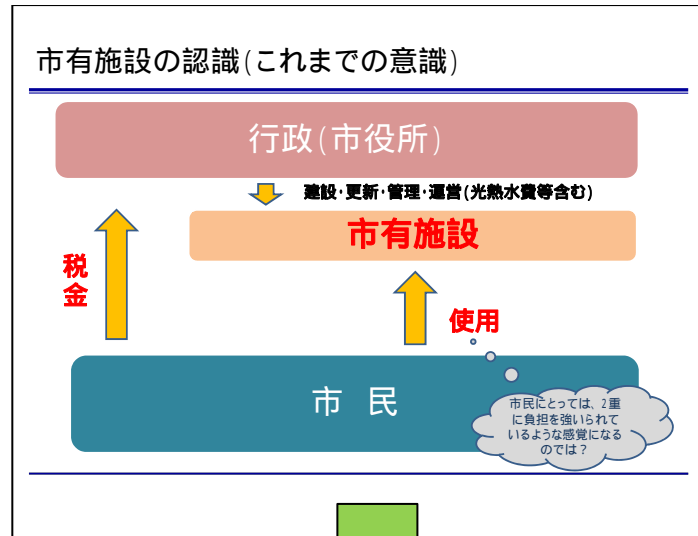 市有施設の認識(これまでの意識)
行政(市役所)
建設・更新・管理・運営(光熱水費等含む)
市有施設
税
金
使用
市 民
市民にとっては、2重
に負担を強いられて
いるような感覚になる
のでは?